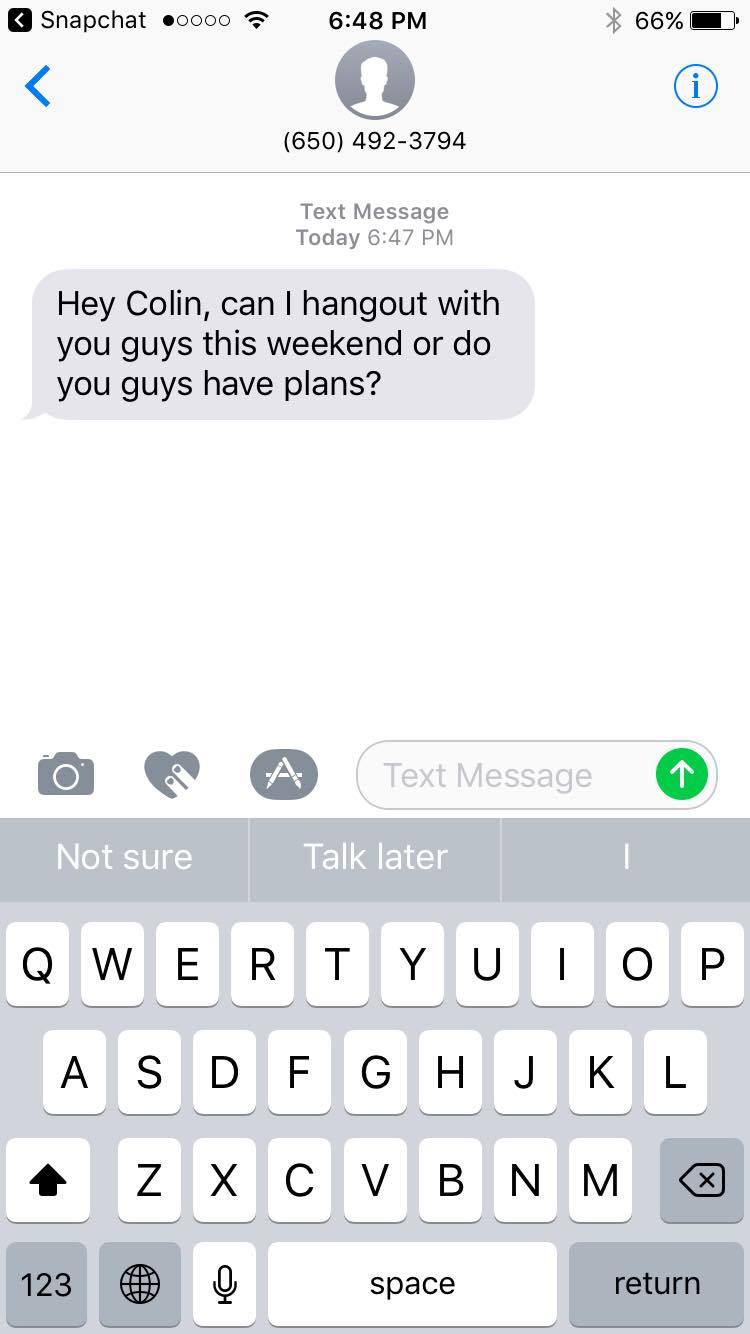 Snapchat 6:48 PM 66%
(650) 492-3794
Text Message
Today 6:47 PM
Hey Colin, can I hangout with
you guys this weekend or do
you guys have plans?
Text Message
Not sure Talk later I
Q W E R T Y U I O P
A S D F G H J K L
Z X C V B N M
123 space return